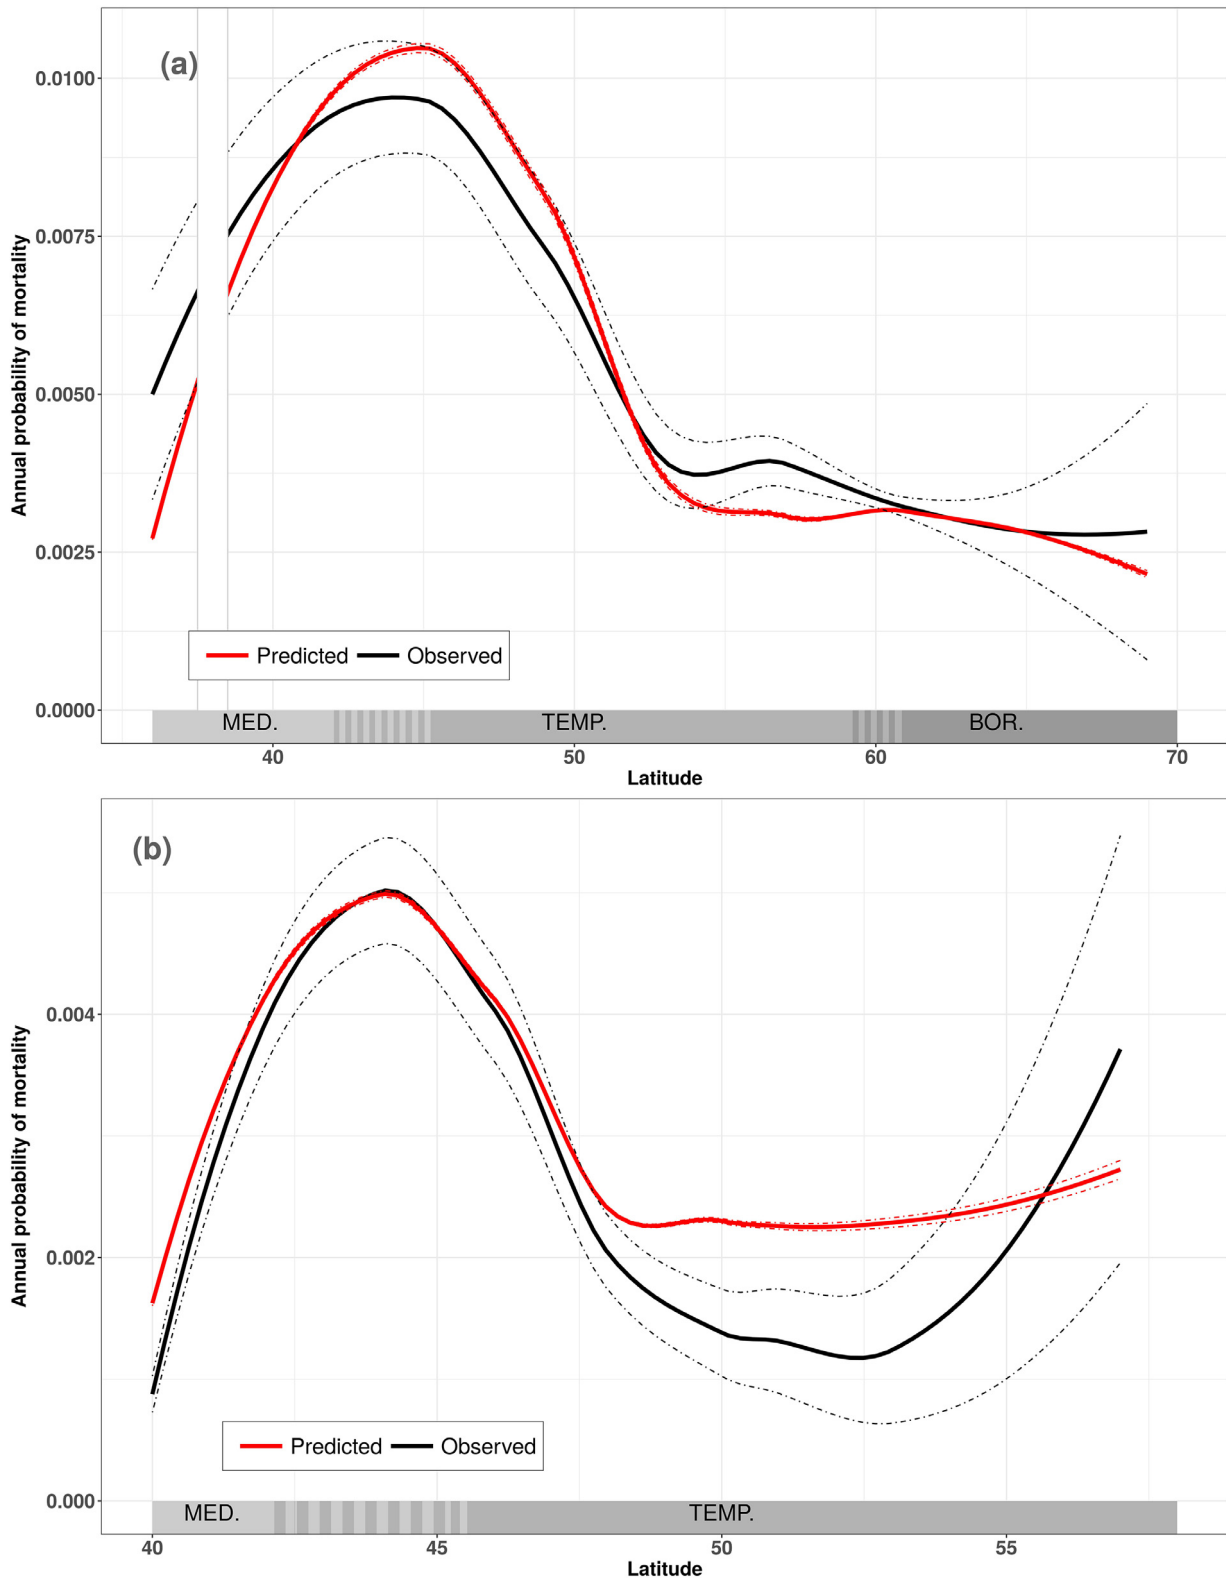 (a)
0.0100
0.0075
0.0050
0.0025
0.0000
Annual probability of mortality
Predicted Observed
MED. TEMP. BOR.
40 50 60 70
Latitude
(b)
0.004
0.002
0.000
Annual probability of mortality
Predicted Observed
MED. TEMP.
40 45 50 55
Latitude